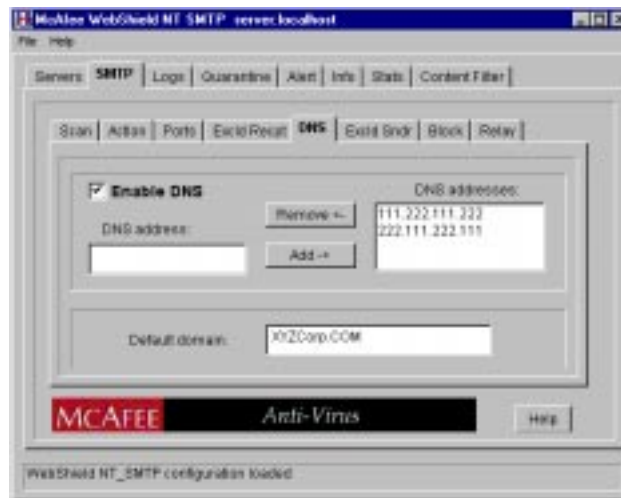 McAfee WebShield NT SMTP server:localhost
File Help
Servers SMTP Logs Quarantine Alert Info Stats Content Filter
Scan Action Ports Excld Recpt DNS Excld Sndr Block Relay
Enable DNS
DNS addresses:
Remove <-
111.222.111.222
222.111.222.111
DNS address:
Add ->
Default domain:
XYZCorp.COM
McAFEE Anti-Virus
Help
WebShield NT_SMTP configuration loaded